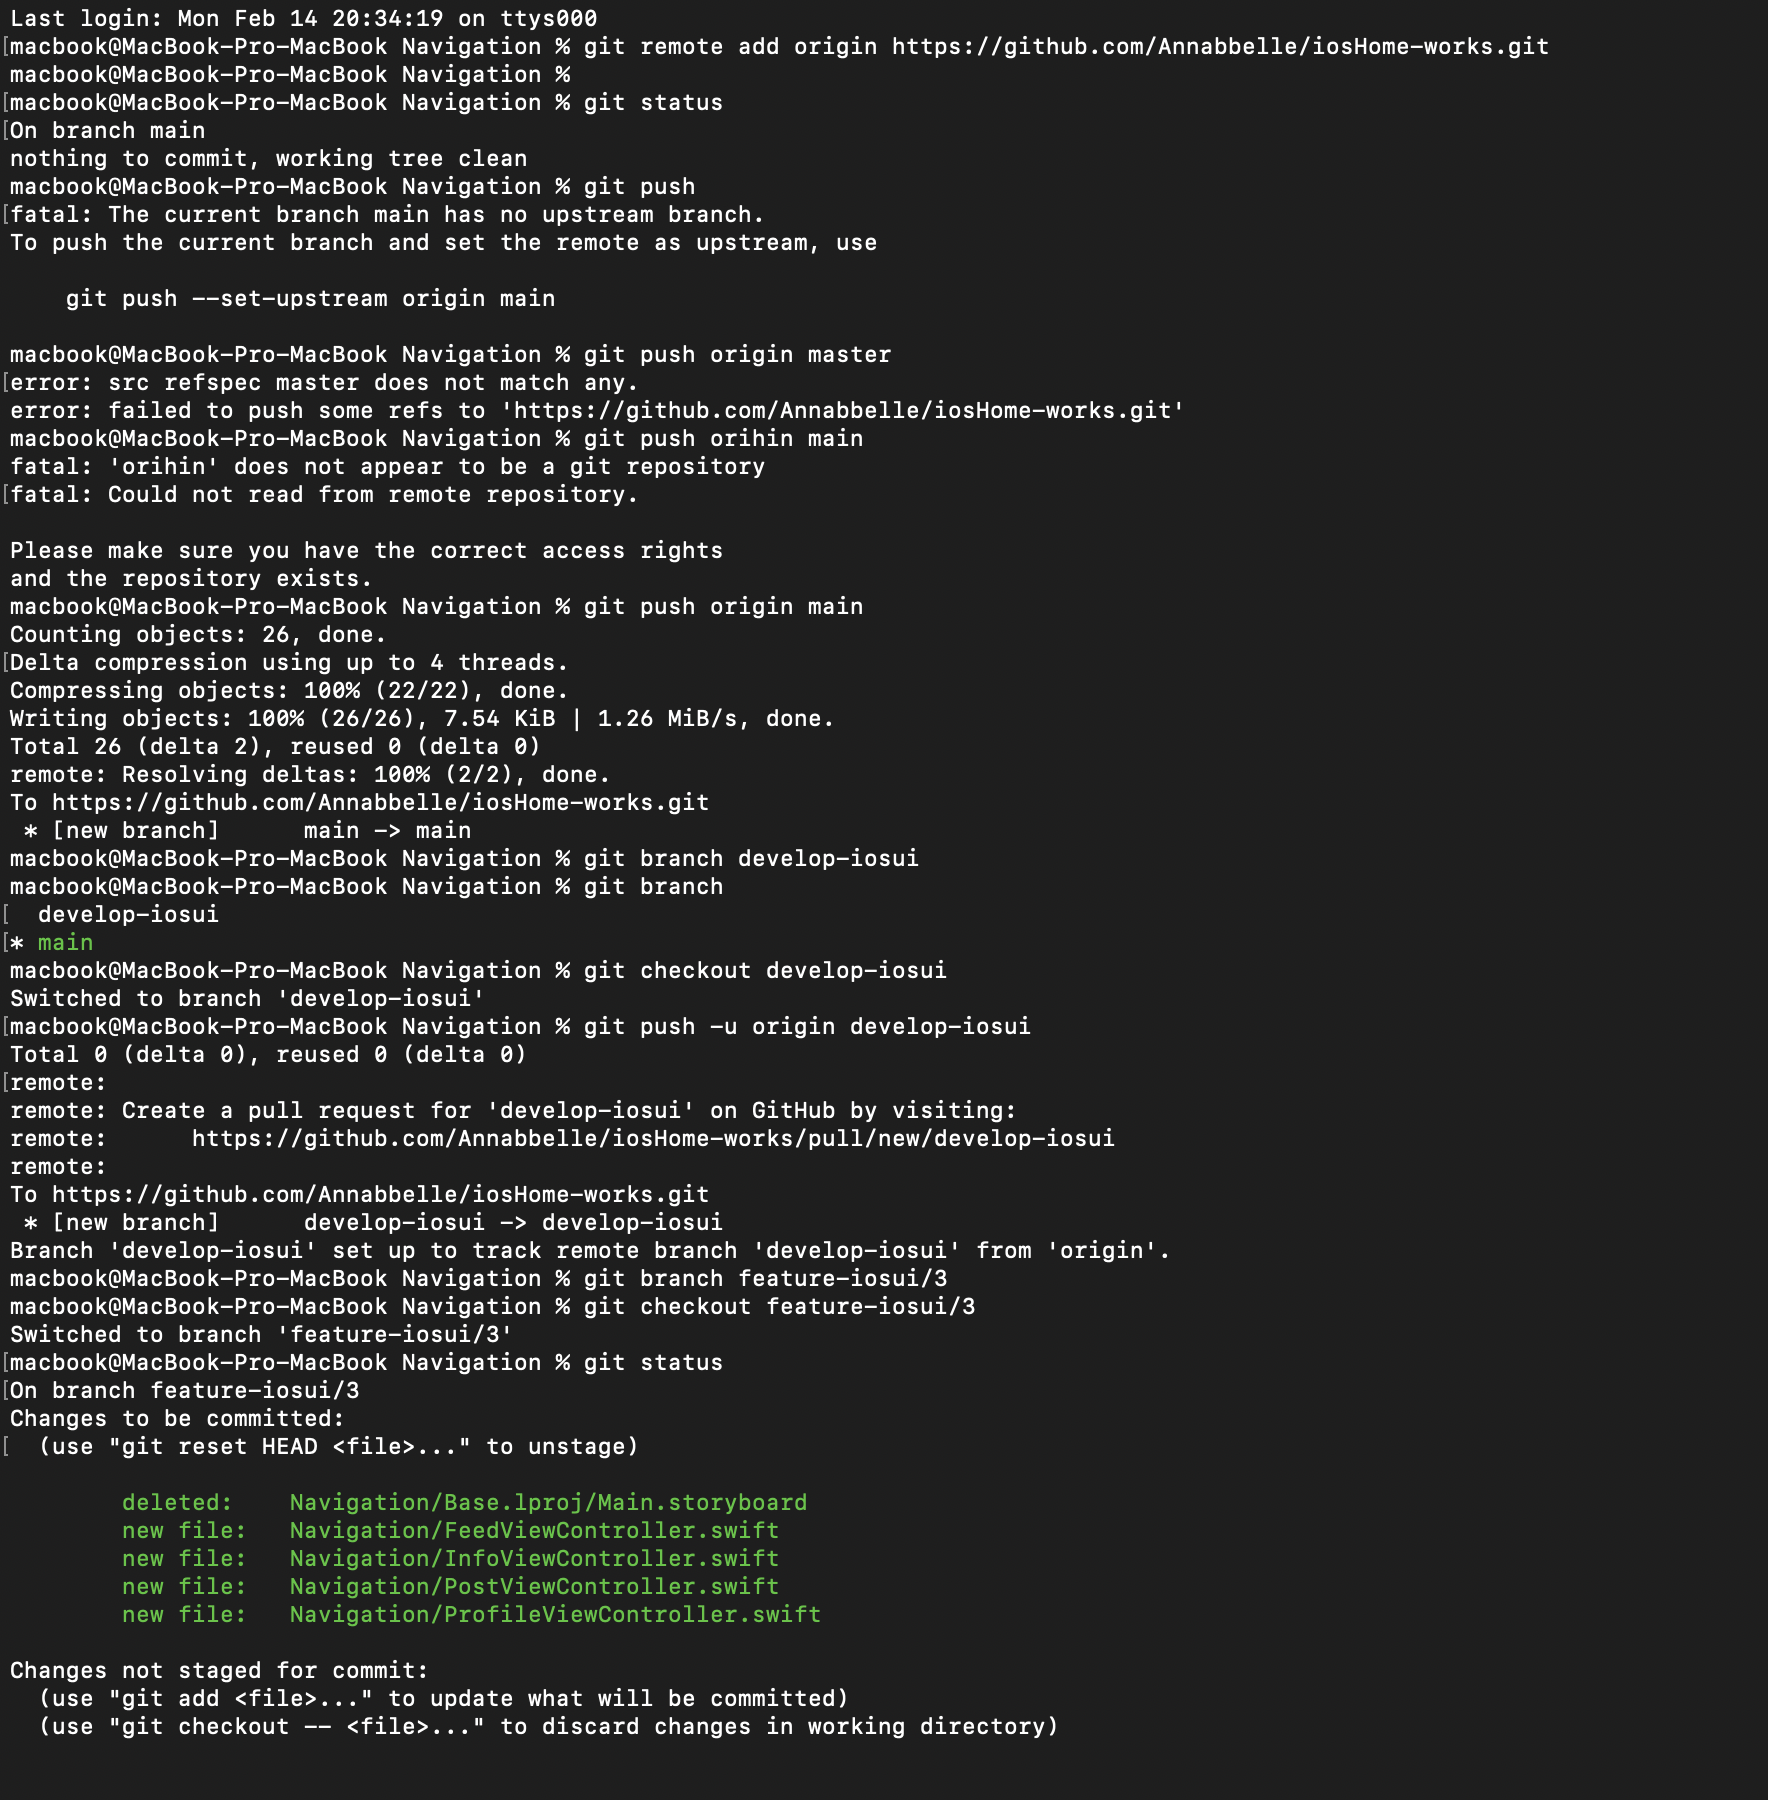 Last login: Mon Feb 14 20:34:19 on ttys000
[macbook@MacBook-Pro-MacBook Navigation % git remote add origin https://github.com/Annabbelle/iosHome-works.git
macbook@MacBook-Pro-MacBook Navigation %
[macbook@MacBook-Pro-MacBook Navigation % git status
[On branch main
nothing to commit, working tree clean
macbook@MacBook-Pro-MacBook Navigation % git push
[fatal: The current branch main has no upstream branch.
To push the current branch and set the remote as upstream, use
git push --set-upstream origin main
macbook@MacBook-Pro-MacBook Navigation % git push origin master
[error: src refspec master does not match any.
error: failed to push some refs to 'https://github.com/Annabbelle/iosHome-works.git'
macbook@MacBook-Pro-MacBook Navigation % git push orihin main
fatal: 'orihin' does not appear to be a git repository
[fatal: Could not read from remote repository.
Please make sure you have the correct access rights
and the repository exists.
macbook@MacBook-Pro-MacBook Navigation % git push origin main
Counting objects: 26, done.
[Delta compression using up to 4 threads.
Compressing objects: 100% (22/22), done.
Writing objects: 100% (26/26), 7.54 KiB | 1.26 MiB/s, done.
Total 26 (delta 2), reused 0 (delta 0)
remote: Resolving deltas: 100% (2/2), done.
To https://github.com/Annabbelle/iosHome-works.git
* [new branch]      main -> main
macbook@MacBook-Pro-MacBook Navigation % git branch develop-iosui
macbook@MacBook-Pro-MacBook Navigation % git branch
[  develop-iosui
[* main
macbook@MacBook-Pro-MacBook Navigation % git checkout develop-iosui
Switched to branch 'develop-iosui'
[macbook@MacBook-Pro-MacBook Navigation % git push -u origin develop-iosui
Total 0 (delta 0), reused 0 (delta 0)
[remote:
remote: Create a pull request for 'develop-iosui' on GitHub by visiting:
remote:      https://github.com/Annabbelle/iosHome-works/pull/new/develop-iosui
remote:
To https://github.com/Annabbelle/iosHome-works.git
* [new branch]      develop-iosui -> develop-iosui
Branch 'develop-iosui' set up to track remote branch 'develop-iosui' from 'origin'.
macbook@MacBook-Pro-MacBook Navigation % git branch feature-iosui/3
macbook@MacBook-Pro-MacBook Navigation % git checkout feature-iosui/3
Switched to branch 'feature-iosui/3'
[macbook@MacBook-Pro-MacBook Navigation % git status
[On branch feature-iosui/3
Changes to be committed:
[  (use "git reset HEAD <file>..." to unstage)
deleted:    Navigation/Base.lproj/Main.storyboard
new file:   Navigation/FeedViewController.swift
new file:   Navigation/InfoViewController.swift
new file:   Navigation/PostViewController.swift
new file:   Navigation/ProfileViewController.swift
Changes not staged for commit:
(use "git add <file>..." to update what will be committed)
(use "git checkout -- <file>..." to discard changes in working directory)